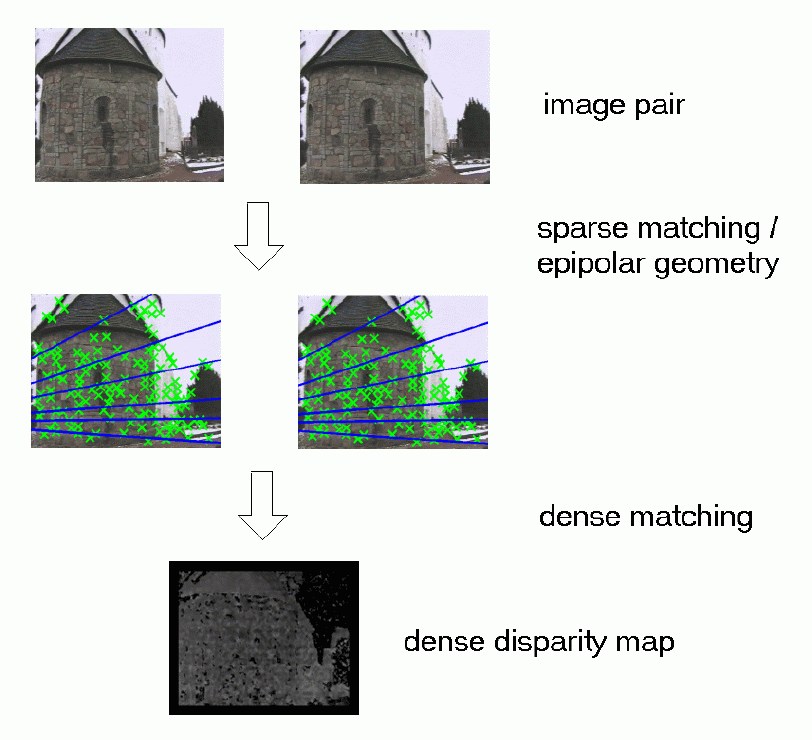 image pair
sparse matching /
epipolar geometry
dense matching
dense disparity map